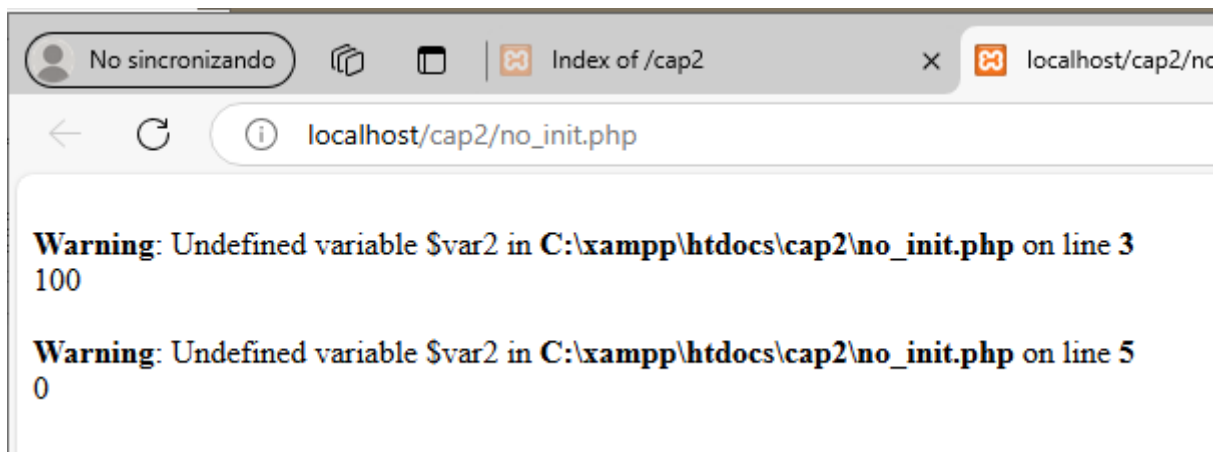 No sincronizando
Index of /cap2
localhost/cap2/no
localhost/cap2/no_init.php
Warning: Undefined variable $var2 in C:\xampp\htdocs\cap2\no_init.php on line 3
100
Warning: Undefined variable $var2 in C:\xampp\htdocs\cap2\no_init.php on line 5
0